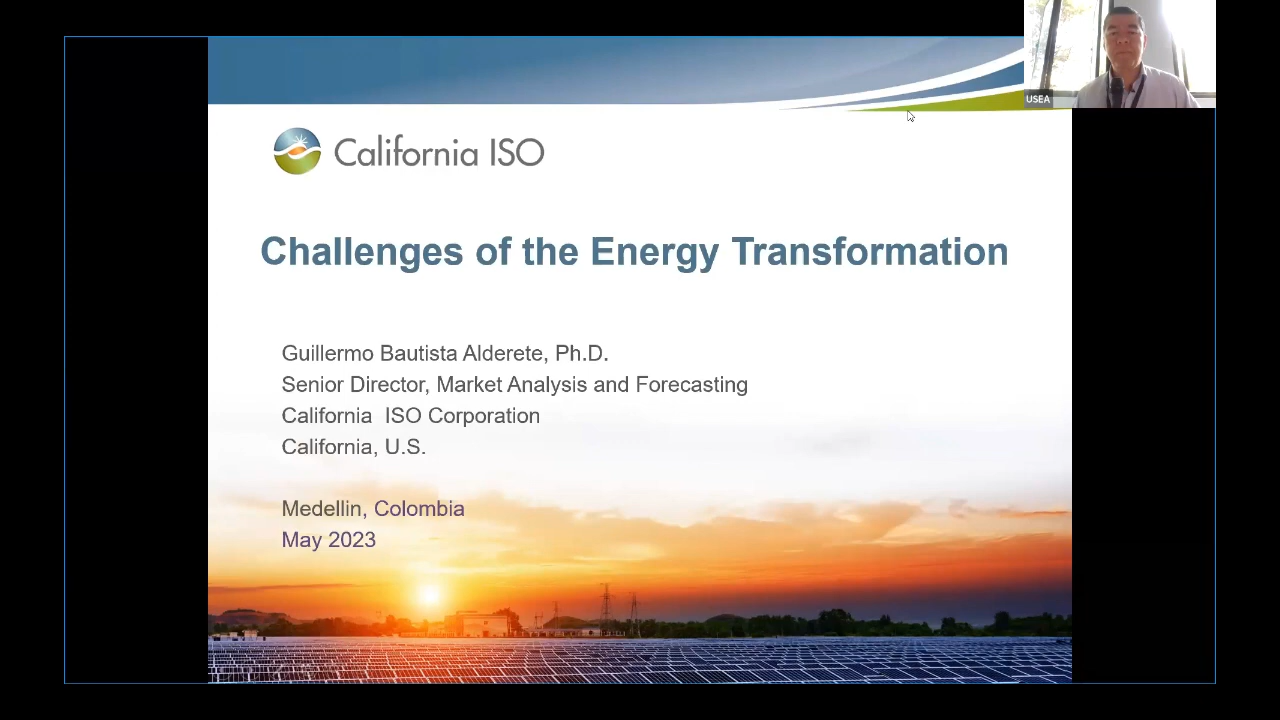 USEA
California ISO
Challenges of the Energy Transformation
Guillermo Bautista Alderete, Ph.D.
Senior Director, Market Analysis and Forecasting
California ISO Corporation
California, U.S.
Medellin, Colombia
May 2023